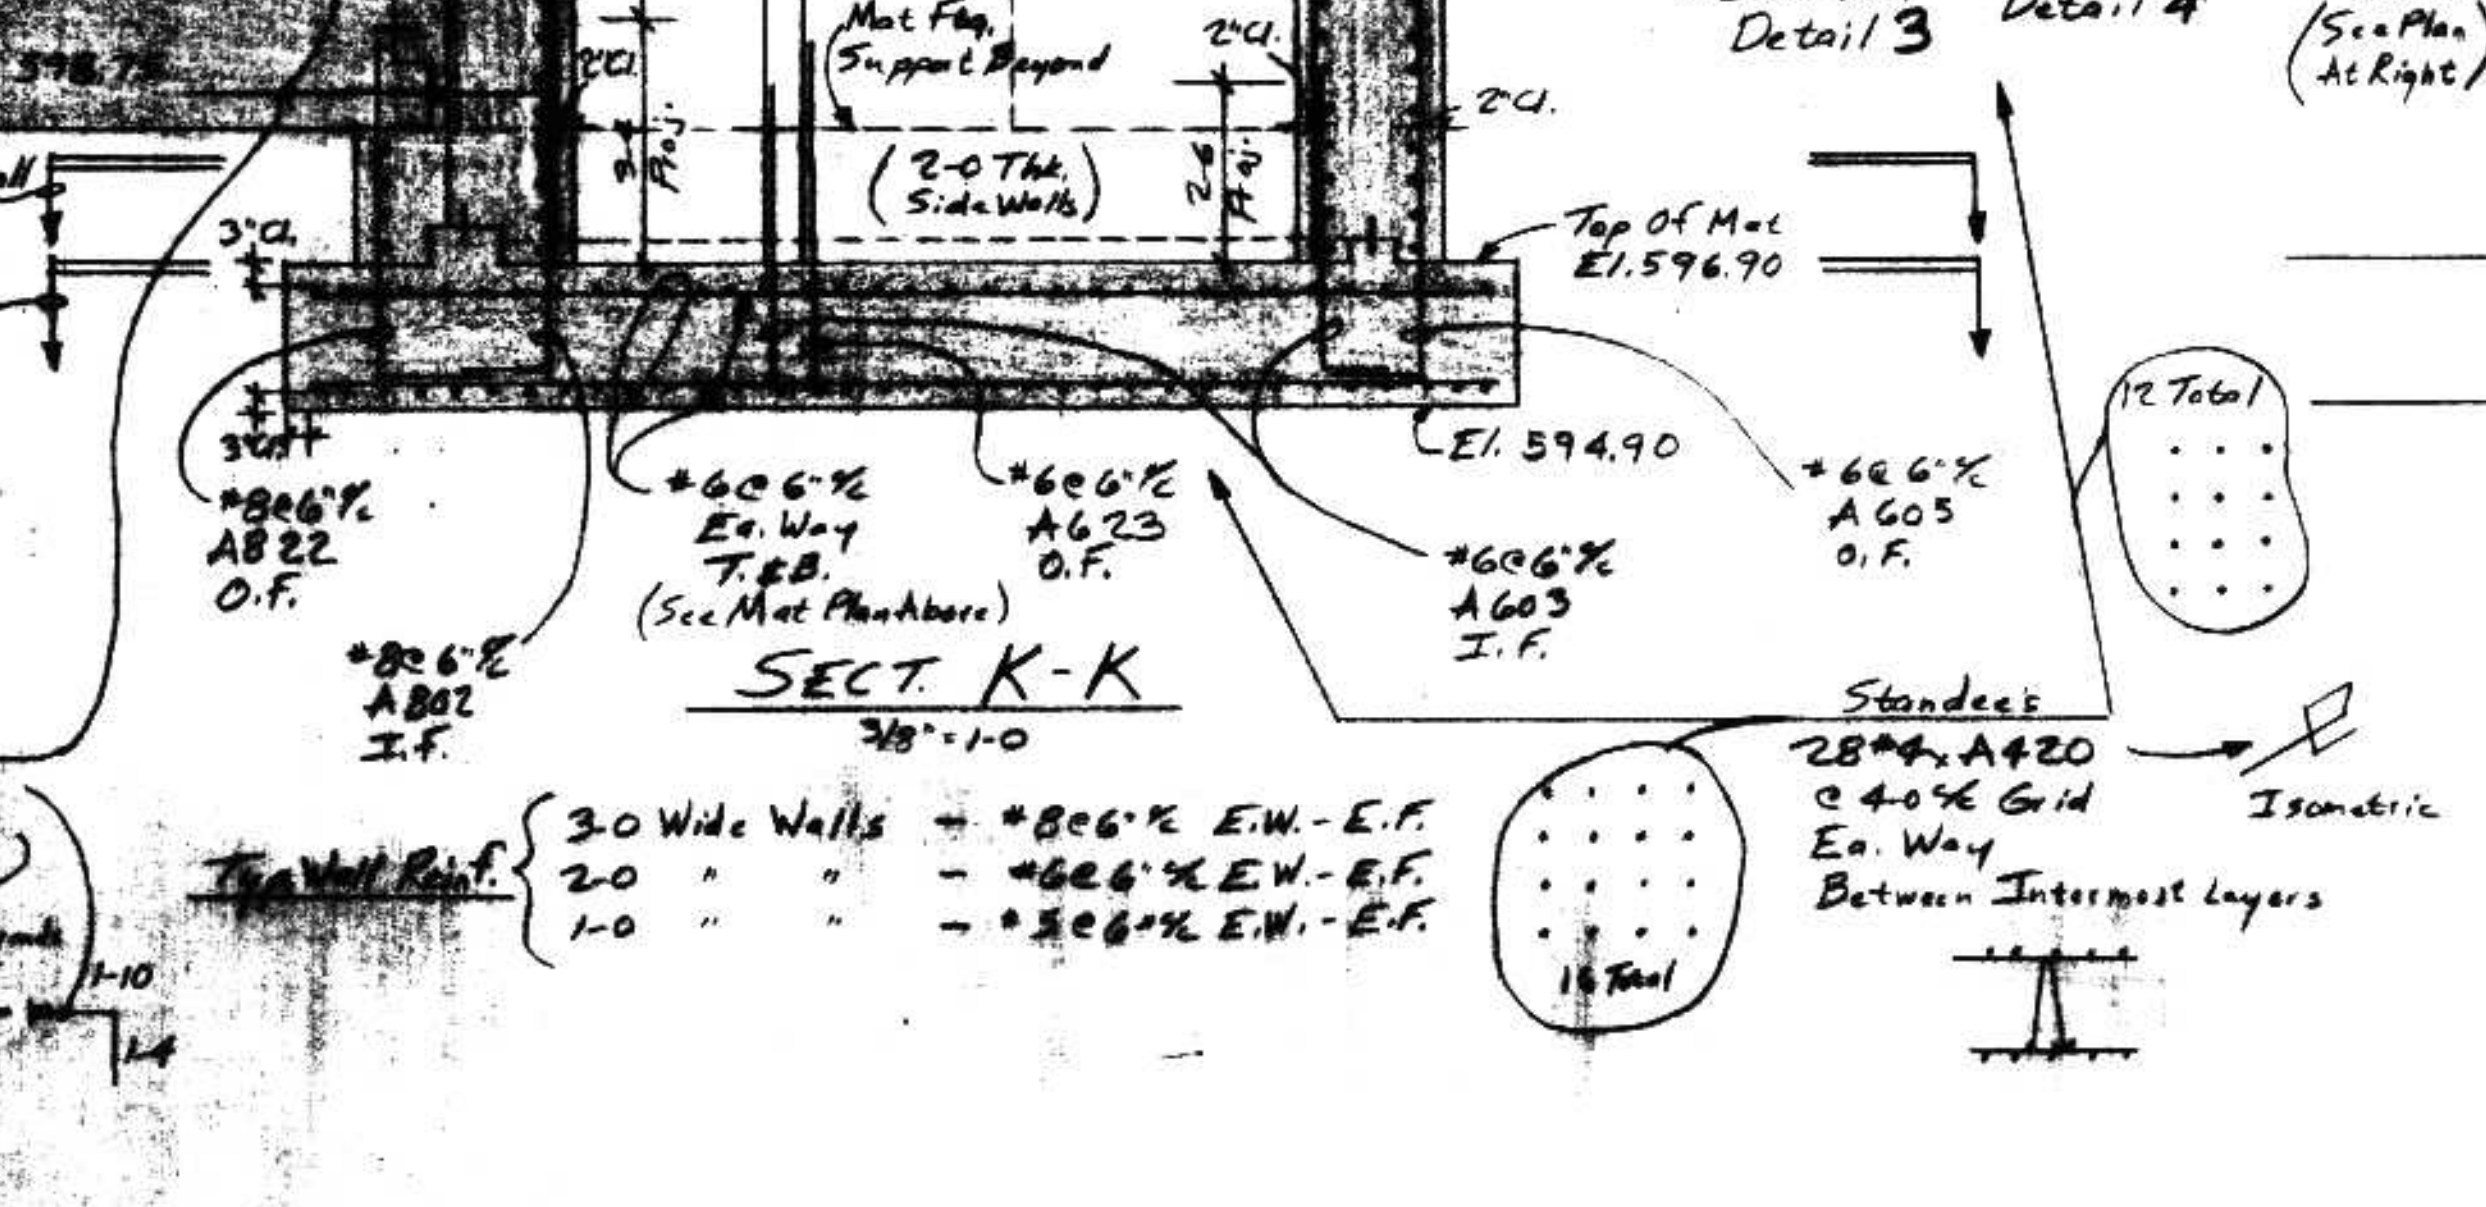 Mat Ftg.
Support Beyond
2"Cl.
2"Cl.
2"Cl.
Detail 3
Detail 4
(See Plan
At Right)
Proj.
(2-0 Thk.
Side Walls)
2-6
Proj.
3"Cl.
Top Of Mat
El. 596.90
3"Cl.
El. 594.90
12 Total
#8@6"c/c
A822
O.F.
#6@6"c/c
Ea. Way
T.&B.
(See Mat Plan Above)
#6@6"c/c
A623
O.F.
#6@6"c/c
A605
O.F.
#6@6"c/c
A603
I.F.
#8@6"c/c
A802
I.F.
SECT. K-K
3/8"=1-0
Standee's
28#4x A420
@ 4-0 c/c Grid
Ea. Way
Between Intermost Layers
Isometric
Typ. Wall Reinf.
3-0 Wide Walls - #8@6"c/c E.W.-E.F.
2-0 " " - #6@6"c/c E.W.-E.F.
1-0 " " - #5@6"c/c E.W.-E.F.
16 Total
1-10
1-4